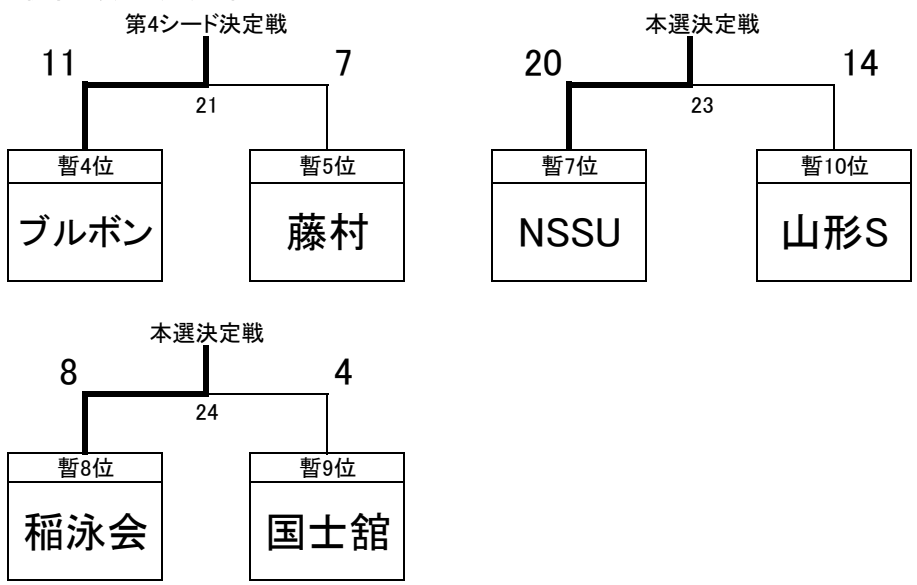 第4シード決定戦
11 7
21
暫4位 暫5位
ブルボン 藤村
本選決定戦
20 14
23
暫7位 暫10位
NSSU 山形S
本選決定戦
8 4
24
暫8位 暫9位
稲泳会 国士舘